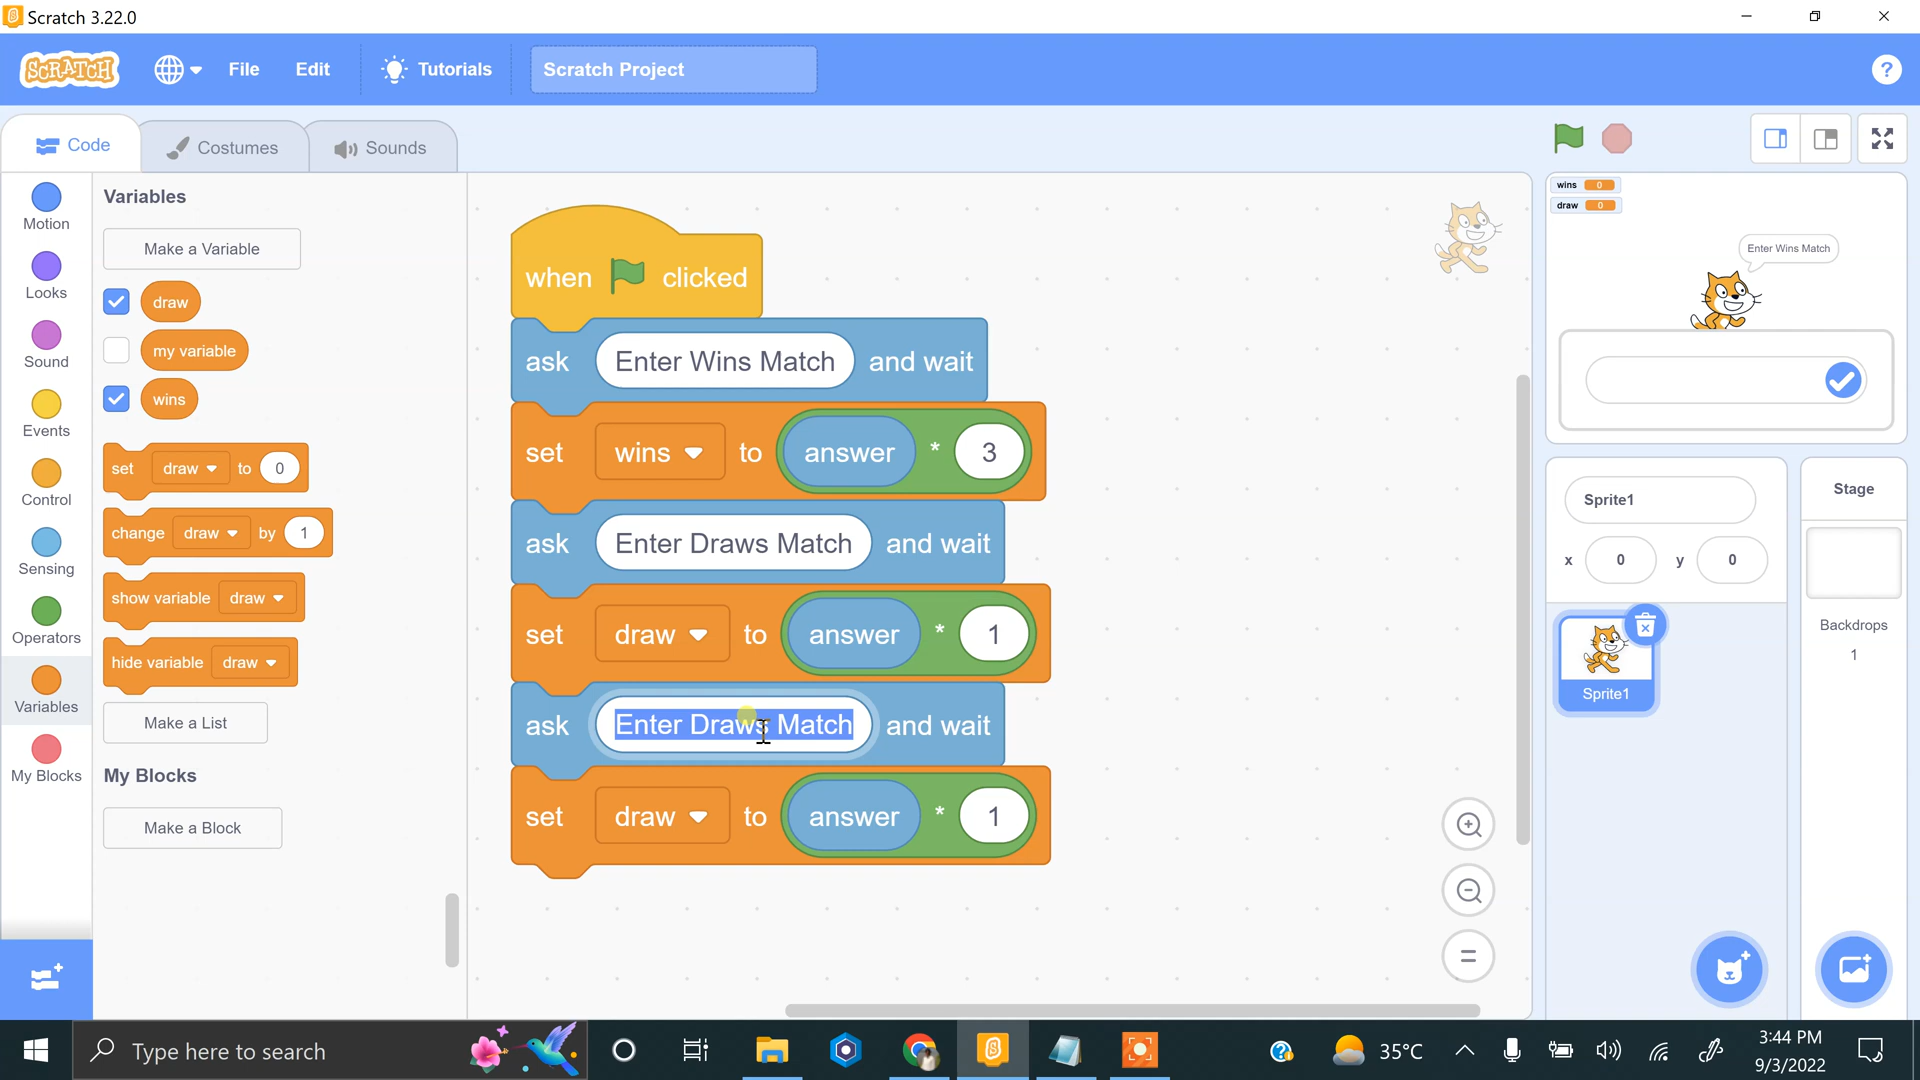 Scratch 3.22.0
SCRATCH
File
Edit
Tutorials
Scratch Project
?
Code
Costumes
Sounds
Motion
Looks
Sound
Events
Control
Sensing
Operators
Variables
My Blocks
Variables
Make a Variable
draw
my variable
wins
set draw to 0
change draw by 1
show variable draw
hide variable draw
Make a List
My Blocks
Make a Block
when clicked
ask Enter Wins Match and wait
set wins to answer * 3
ask Enter Draws Match and wait
set draw to answer * 1
ask Enter Draws Match and wait
set draw to answer * 1
wins 0
draw 0
Enter Wins Match
Sprite1
x 0 y 0
Sprite1
Stage
Backdrops
1
Type here to search
35°C
3:44 PM
9/3/2022